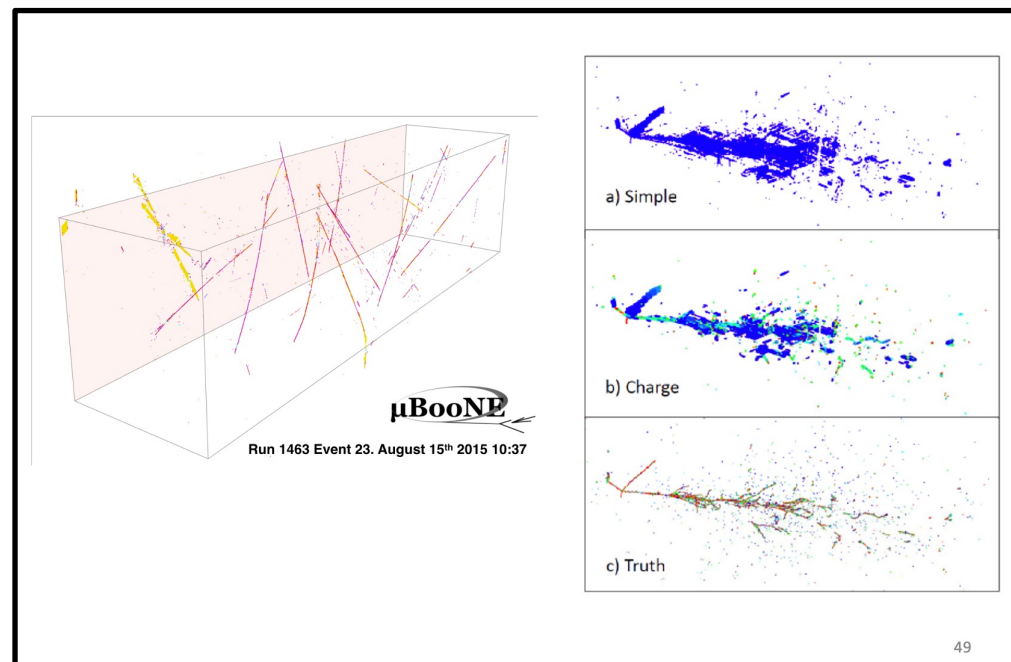 µBooNE
Run 1463 Event 23. August 15th 2015 10:37
a) Simple
b) Charge
c) Truth
49